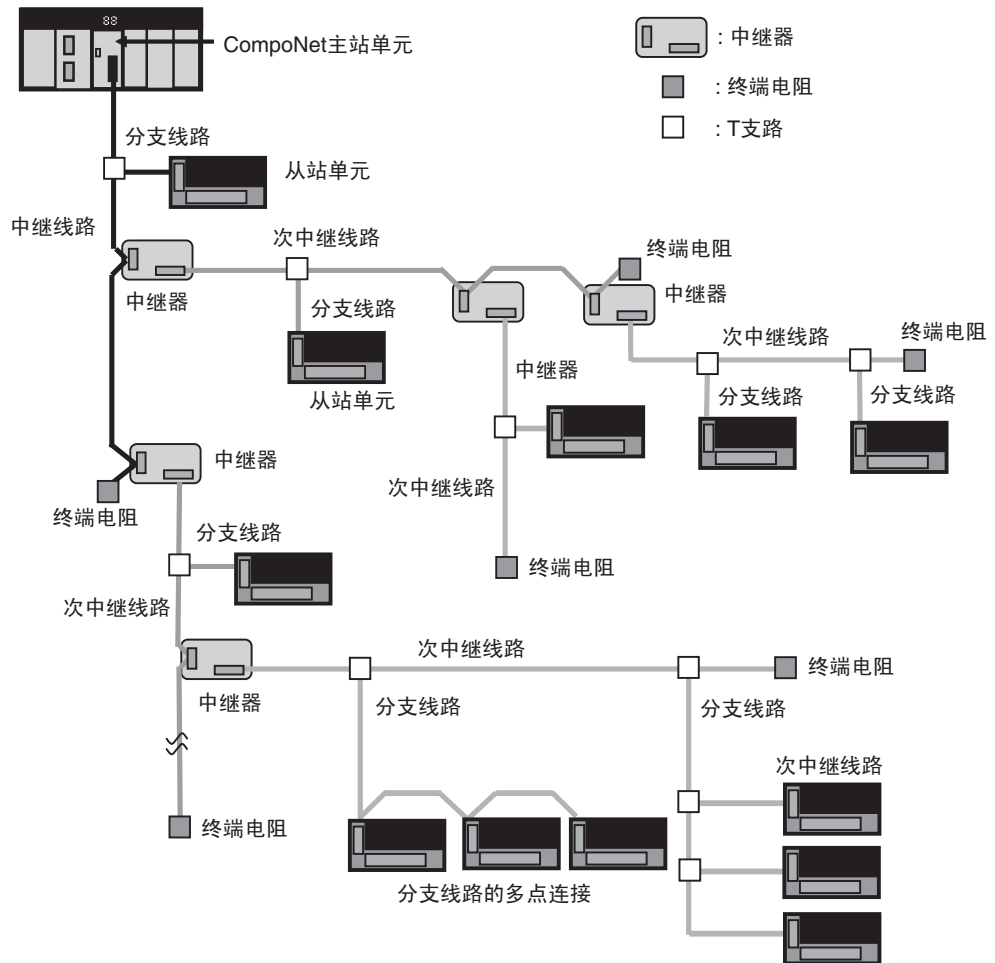 88
CompoNet主站单元
: 中继器
: 终端电阻
: T支路
分支线路
从站单元
中继线路
次中继线路
终端电阻
中继器
中继器
分支线路
次中继线路
终端电阻
中继器
分支线路
分支线路
从站单元
中继器
次中继线路
终端电阻
分支线路
终端电阻
次中继线路
次中继线路
终端电阻
中继器
分支线路
分支线路
次中继线路
终端电阻
分支线路的多点连接